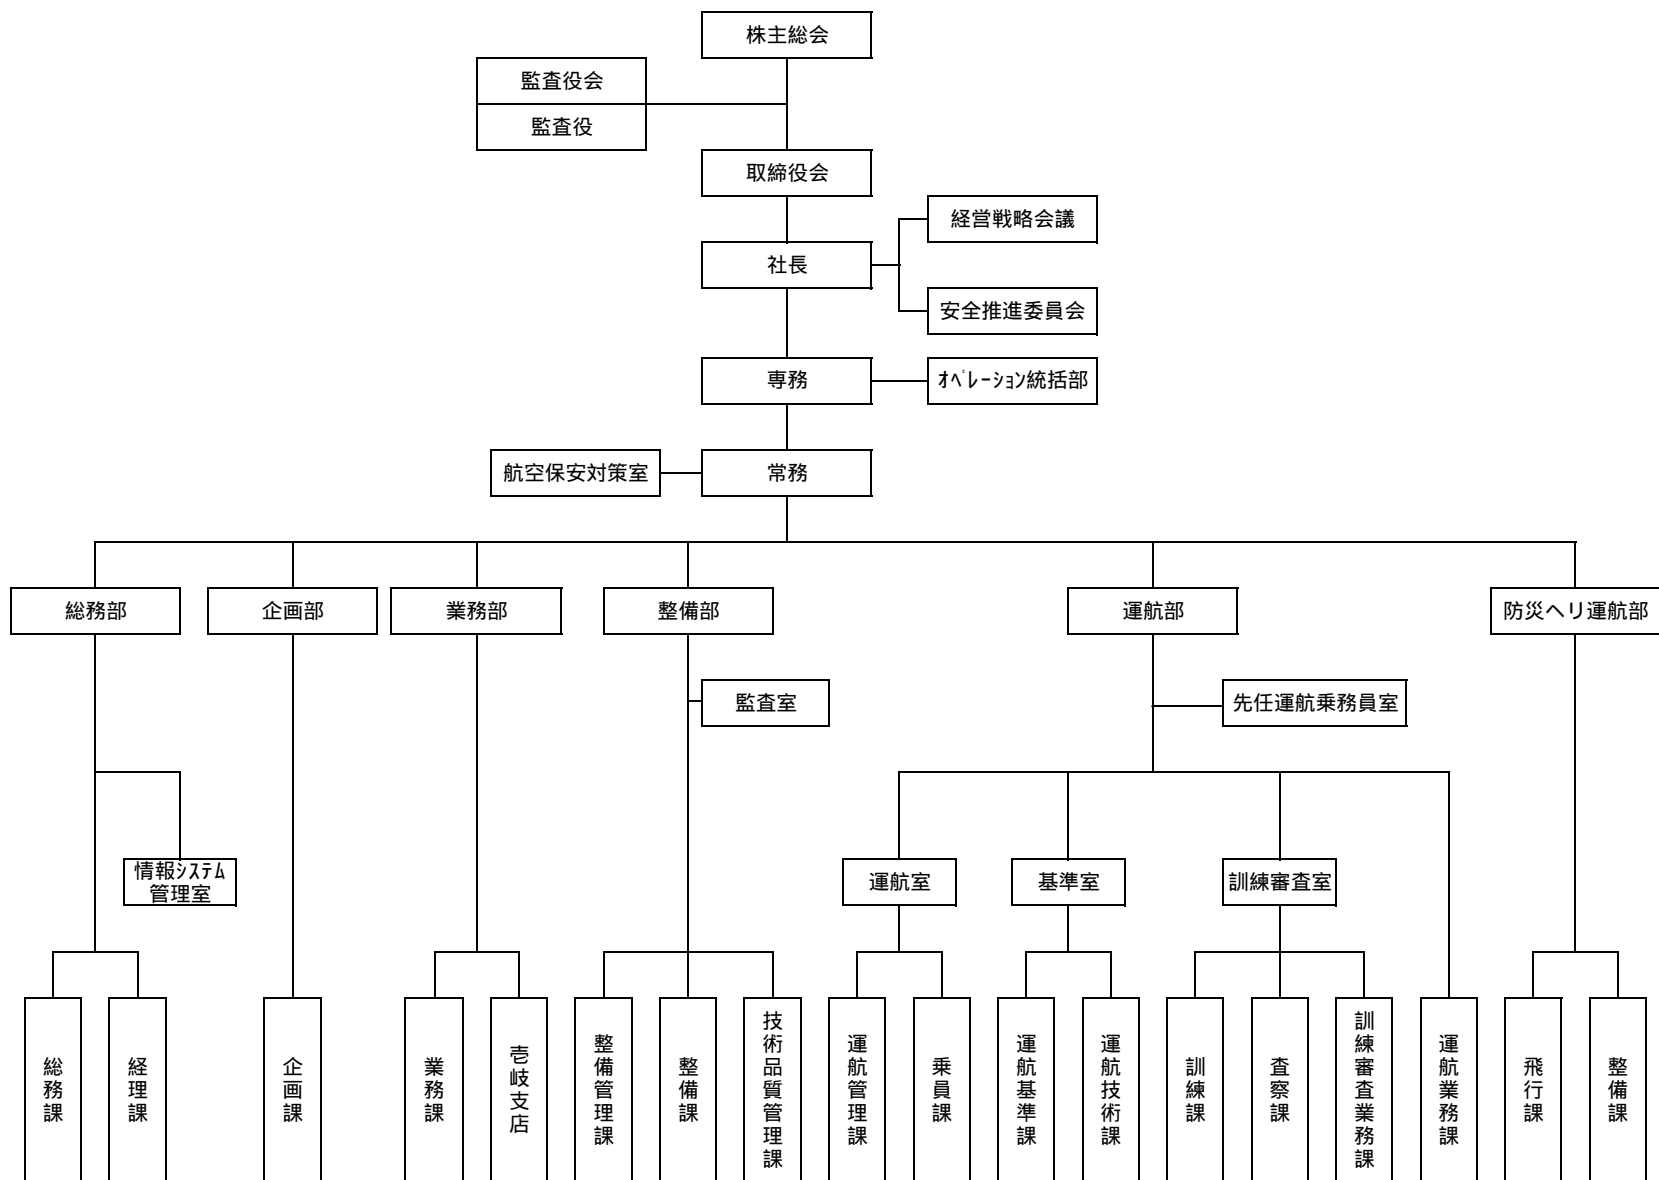 株主総会
監査役会
監査役
取締役会
経営戦略会議
社長
安全推進委員会
専務
ｵﾍﾟﾚｰｼｮﾝ統括部
航空保安対策室
常務
総務部
企画部
業務部
整備部
運航部
防災ヘリ運航部
監査室
先任運航乗務員室
情報ｼｽﾃﾑ
管理室
運航室
基準室
訓練審査室
総務課
経理課
企画課
業務課
壱岐支店
整備管理課
整備課
技術品質管理課
運航管理課
乗員課
運航基準課
運航技術課
訓練課
査察課
訓練審査業務課
運航業務課
飛行課
整備課